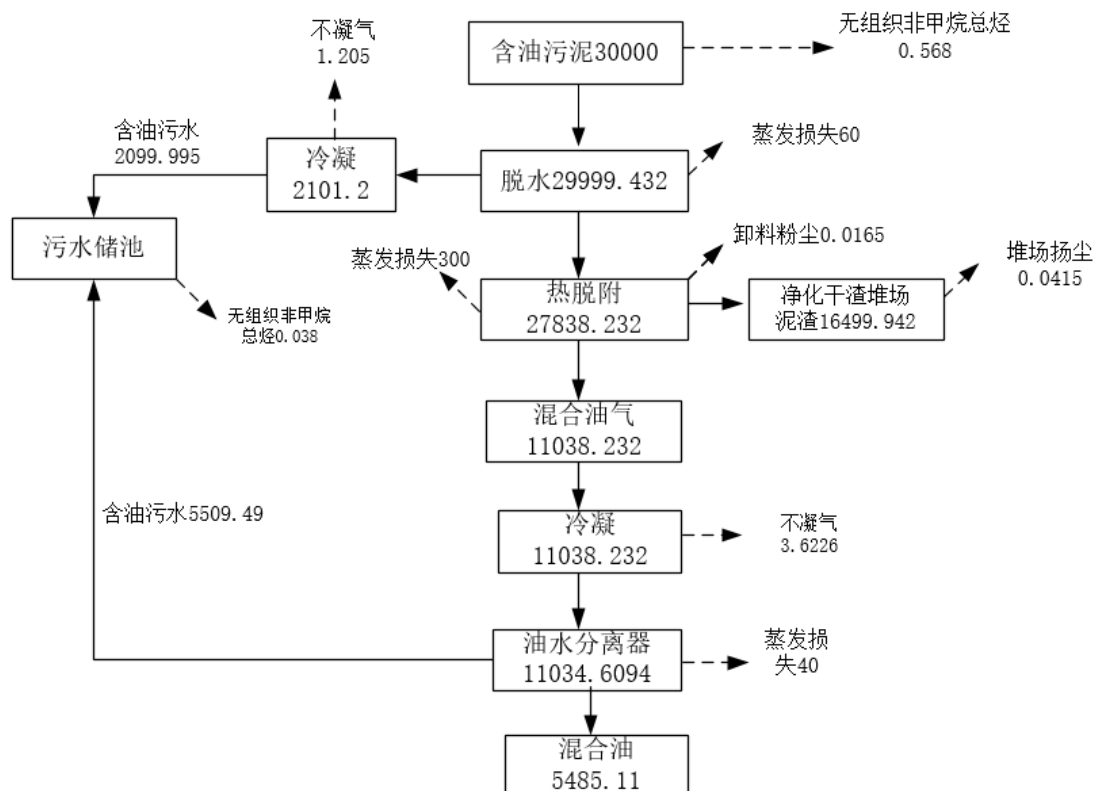 不凝气
1.205
含油污泥30000
无组织非甲烷总烃
0.568
含油污水
2099.995
冷凝
2101.2
脱水29999.432
蒸发损失60
污水储池
无组织非甲烷
总烃0.038
蒸发损失300
热脱附
27838.232
卸料粉尘0.0165
净化干渣堆场
泥渣16499.942
堆场扬尘
0.0415
混合油气
11038.232
含油污水5509.49
冷凝
11038.232
不凝气
3.6226
油水分离器
11034.6094
蒸发损
失40
混合油
5485.11